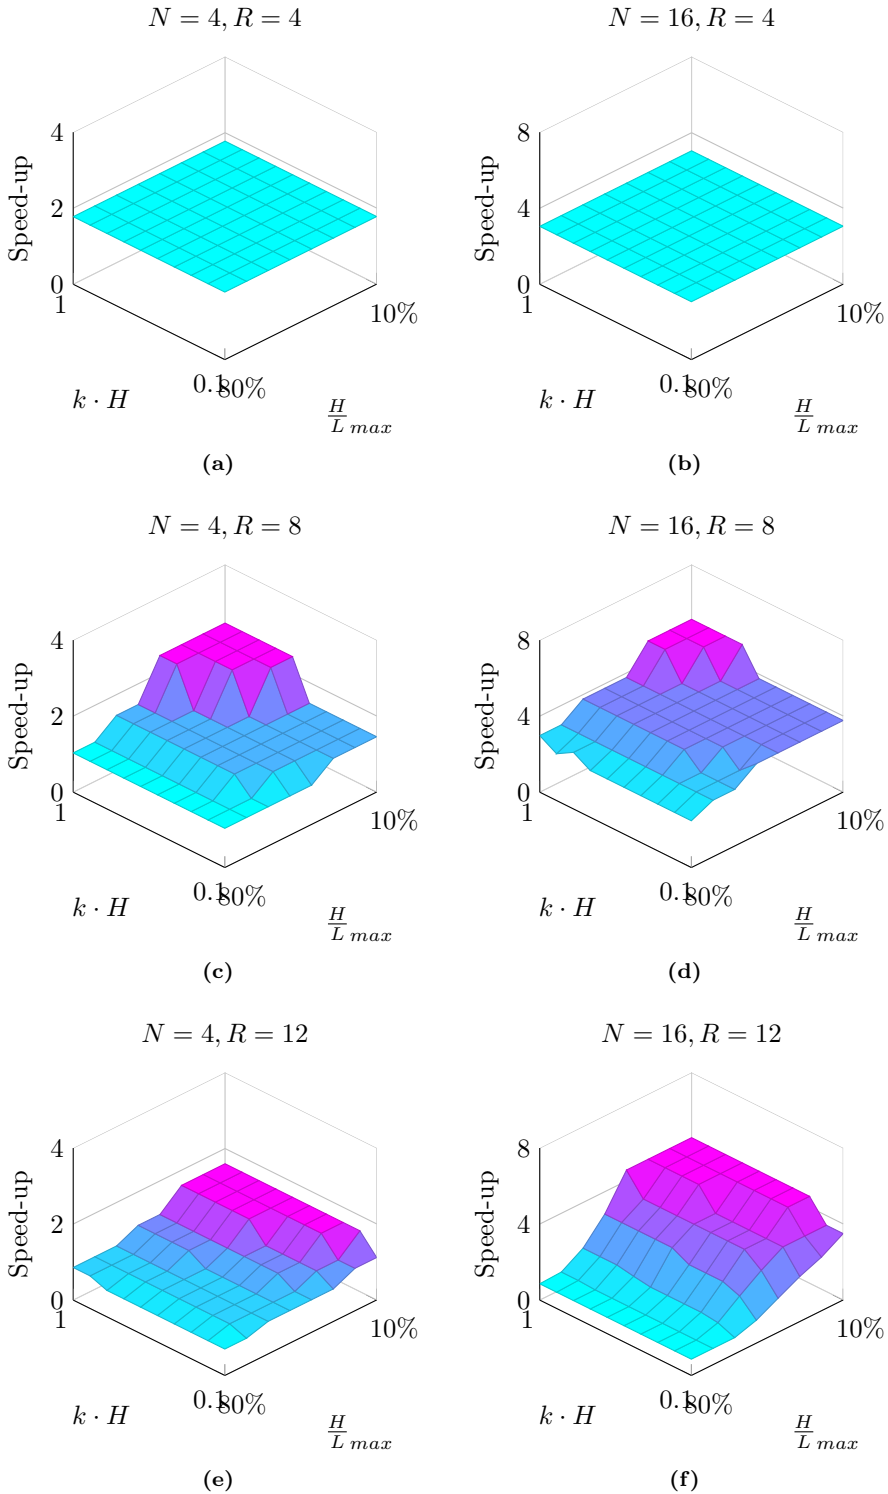 N = 4, R = 4
N = 16, R = 4
4
2
0
Speed-up
1
0.1
80%
10%
k · H
H/L max
(a)
8
4
0
Speed-up
1
0.1
80%
10%
k · H
H/L max
(b)
N = 4, R = 8
N = 16, R = 8
4
2
0
Speed-up
1
0.1
80%
10%
k · H
H/L max
(c)
8
4
0
Speed-up
1
0.1
80%
10%
k · H
H/L max
(d)
N = 4, R = 12
N = 16, R = 12
4
2
0
Speed-up
1
0.1
80%
10%
k · H
H/L max
(e)
8
4
0
Speed-up
1
0.1
80%
10%
k · H
H/L max
(f)